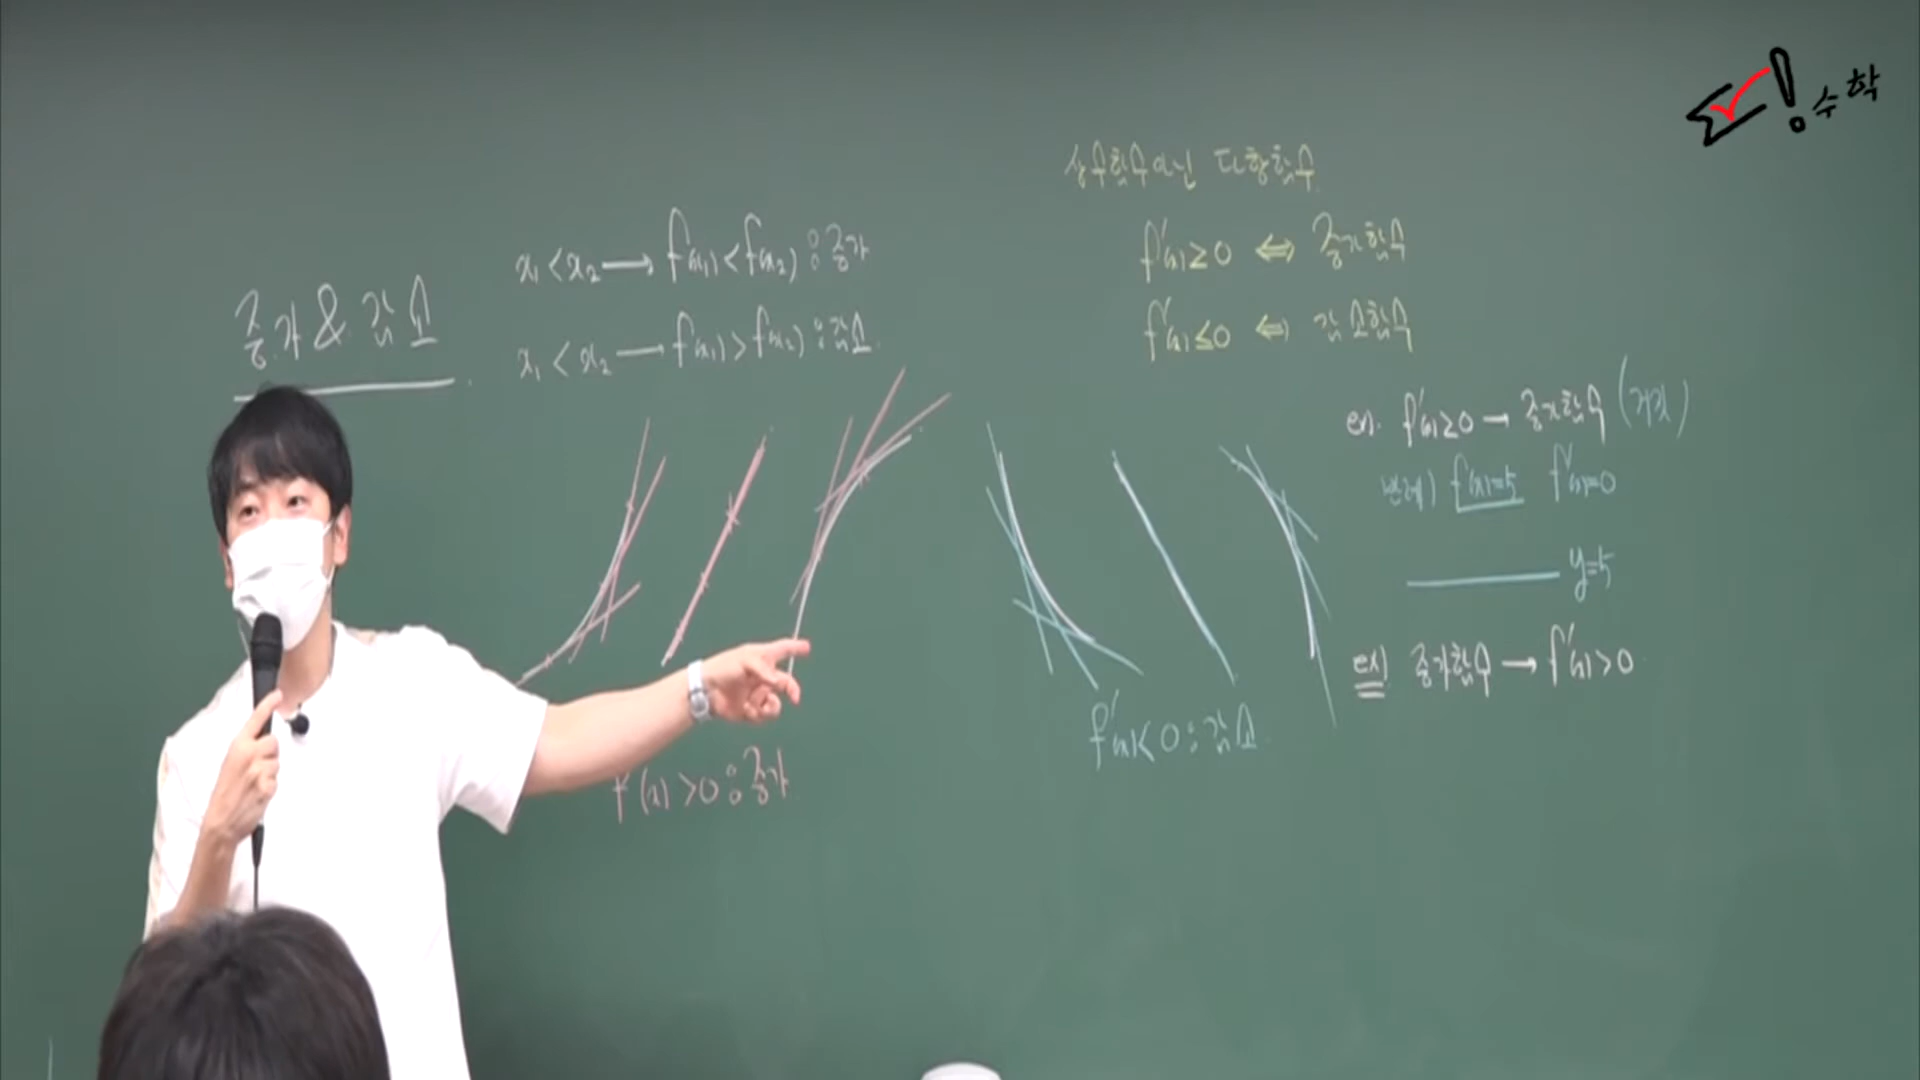 증가 & 감소
x₁ < x₂ → f(x₁) < f(x₂) : 증가
x₁ < x₂ → f(x₁) > f(x₂) : 감소
f'(x) > 0 : 증가
f'(x) < 0 : 감소
상수함수아닌 다항함수
f'(x) ≥ 0 ⇔ 증가함수
f'(x) ≤ 0 ⇔ 감소함수
ex). f'(x) ≥ 0 → 증가함수 (거짓)
반례) f(x)=5 f'(x)=0
y=5
ex) 증가함수 → f'(x) > 0
수학